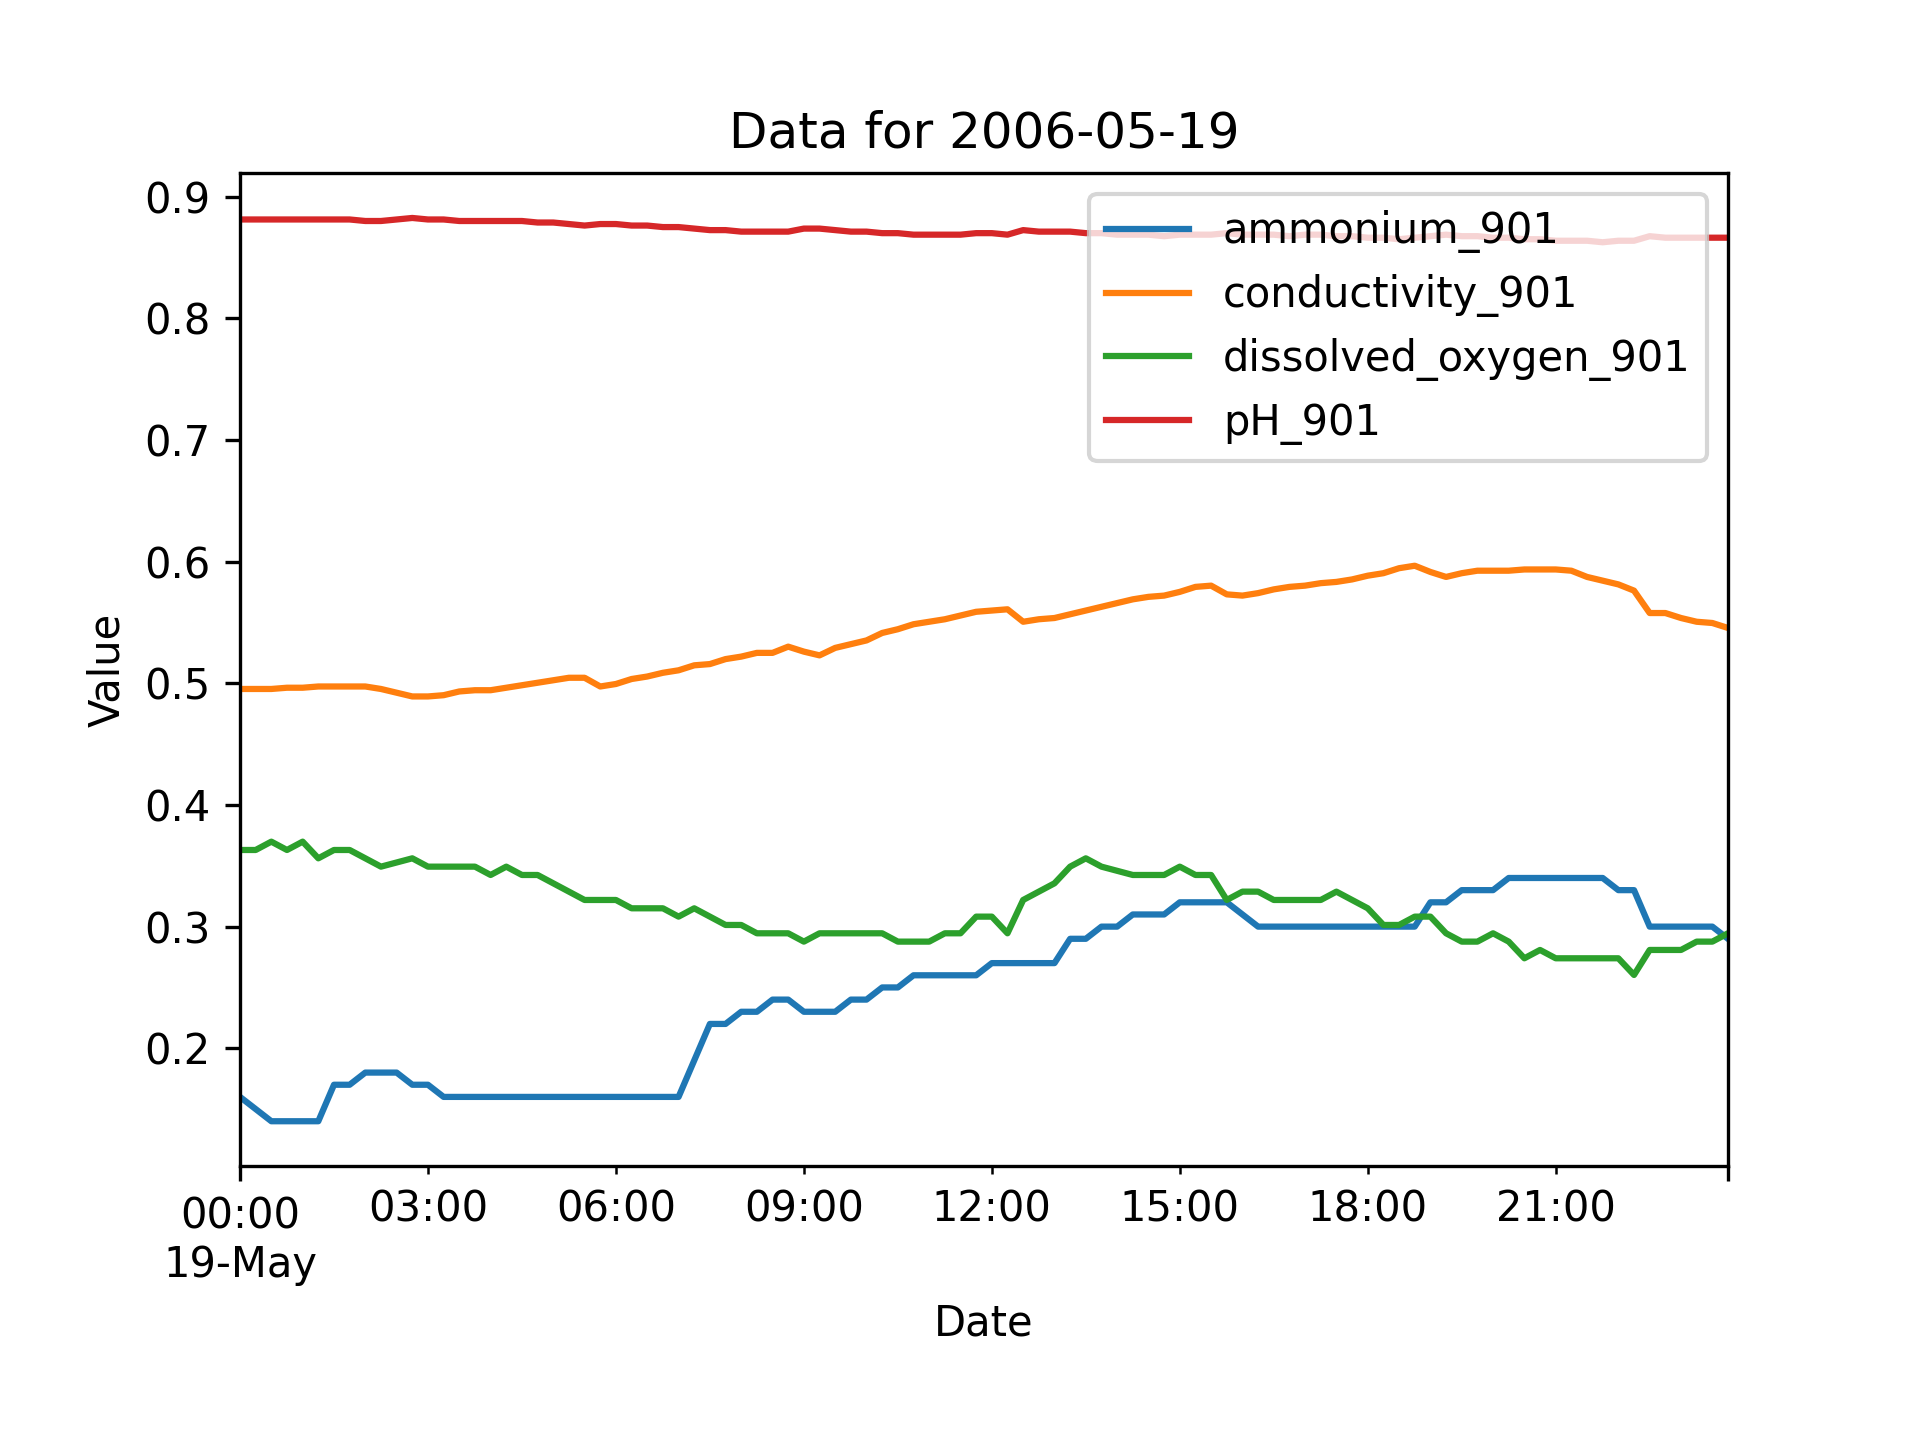 Data for 2006-05-19
0.9
0.8
0.7
0.6
0.5
0.4
0.3
0.2
Value
ammonium_901
conductivity_901
dissolved_oxygen_901
pH_901
00:00 03:00 06:00 09:00 12:00 15:00 18:00 21:00
19-May
Date